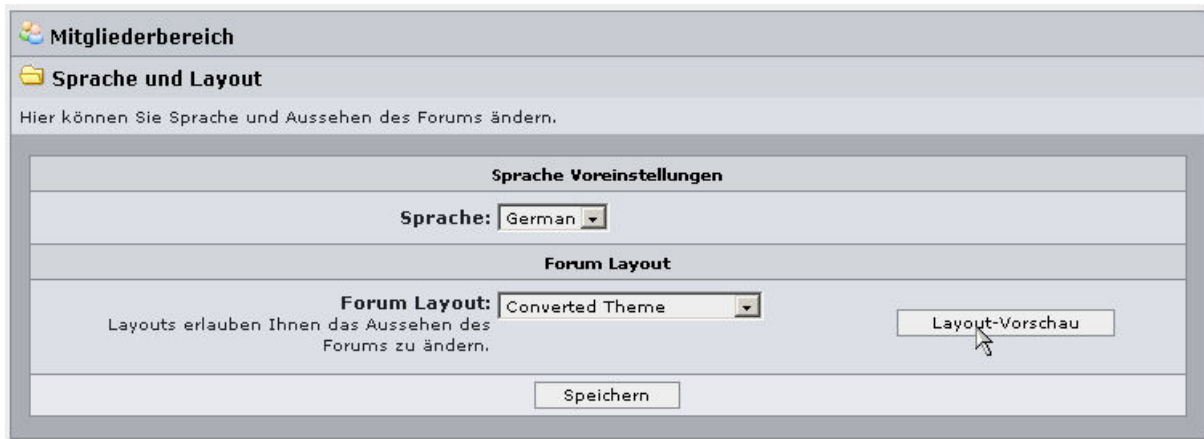 Mitgliederbereich
Sprache und Layout
Hier können Sie Sprache und Aussehen des Forums ändern.
Sprache Voreinstellungen
Sprache: German
Forum Layout
Forum Layout: Converted Theme
Layouts erlauben Ihnen das Aussehen des
Forums zu ändern.
Layout-Vorschau
Speichern